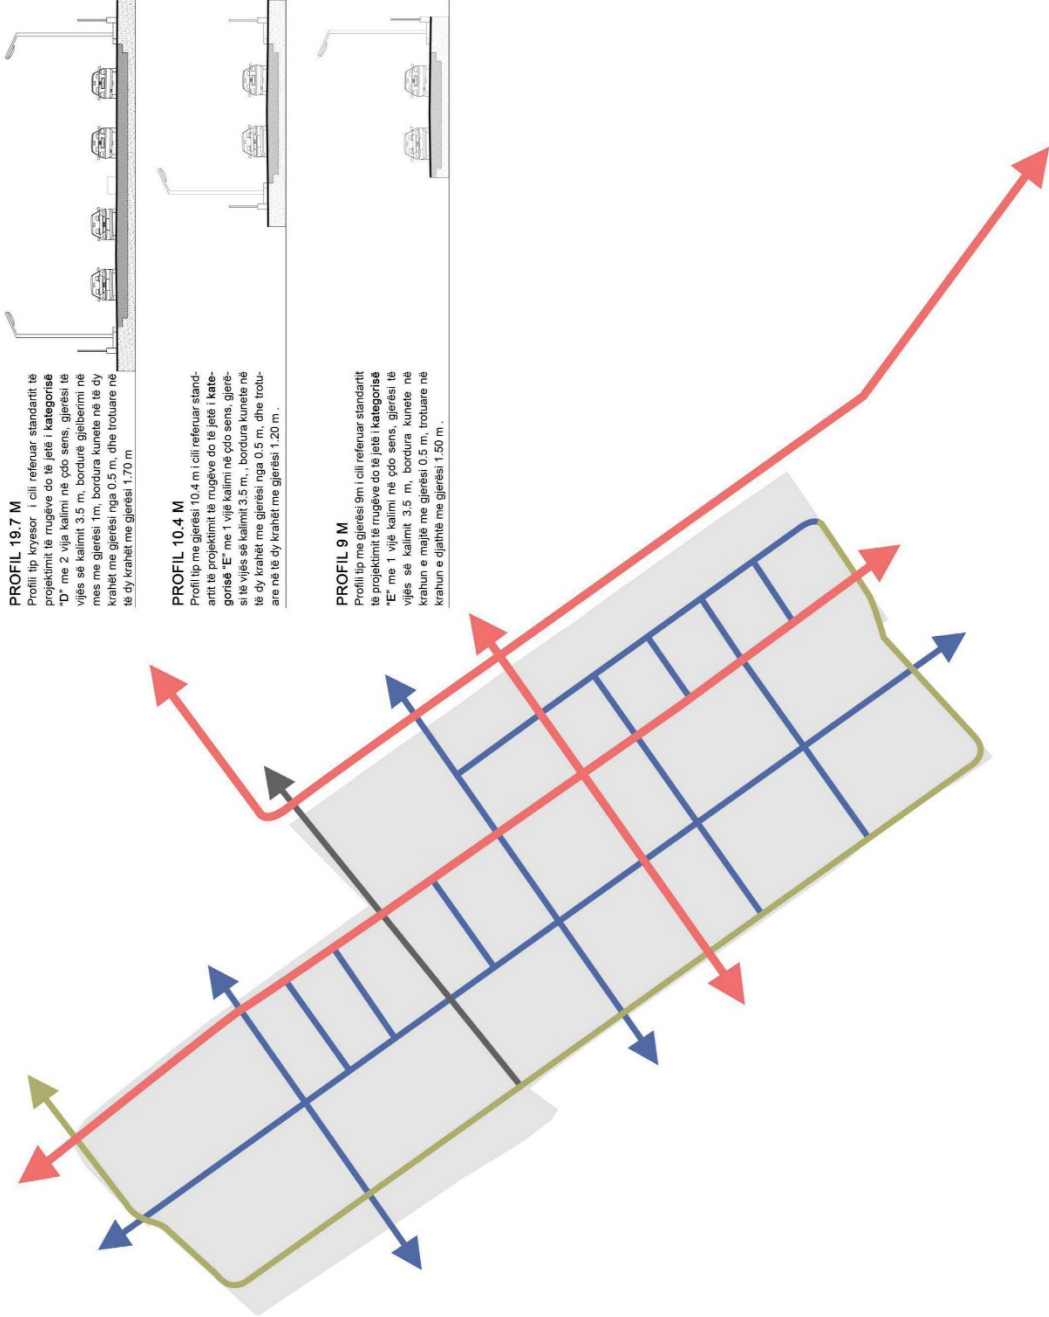 PROFIL 19.7 M
Profili tip kryesor i cili referuar standartit të
projektimit të rrugëve do të jetë i kategorisë
"D" me 2 vija kalimi në çdo sens, gjerësi të
vijës së kalimit 3.5 m, bordurë gjelberimi në
mes me gjerësi 1m, bordura kunete në të dy
krahët me gjerësi nga 0.5 m, dhe trotuare në
të dy krahët me gjerësi 1.70 m
PROFIL 10.4 M
Profil tip me gjerësi 10.4 m i cili referuar stand-
artit të projektimit të rrugëve do të jetë i kate-
gorisë "E" me 1 vijë kalimi në çdo sens, gjerë-
si të vijës së kalimit 3.5 m, , bordura kunete në
të dy krahët me gjerësi nga 0.5 m, dhe trotu-
are në të dy krahët me gjerësi 1.20 m .
PROFIL 9 M
Profil tip me gjerësi 9m i cili referuar standartit
të projektimit të rrugëve do të jetë i kategorisë
"E" me 1 vijë kalimi në çdo sens, gjerësi të
vijës së kalimit 3.5 m, bordura kunete në
krahun e majtë me gjerësi 0.5 m, trotuare në
krahun e djathtë me gjerësi 1.50 m .